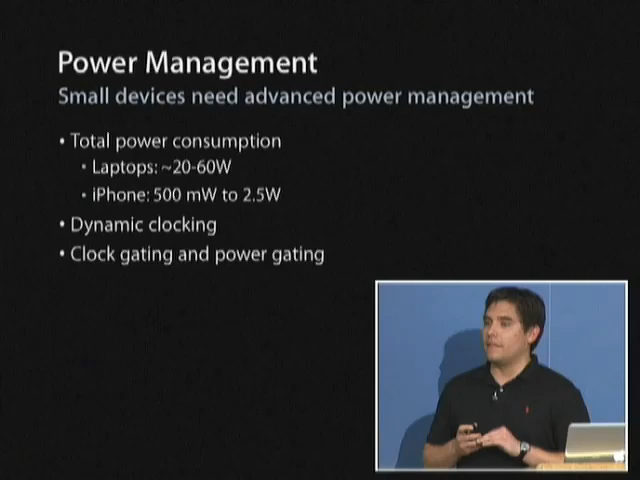 Power Management
Small devices need advanced power management
• Total power consumption
• Laptops: ~20-60W
• iPhone: 500 mW to 2.5W
• Dynamic clocking
• Clock gating and power gating